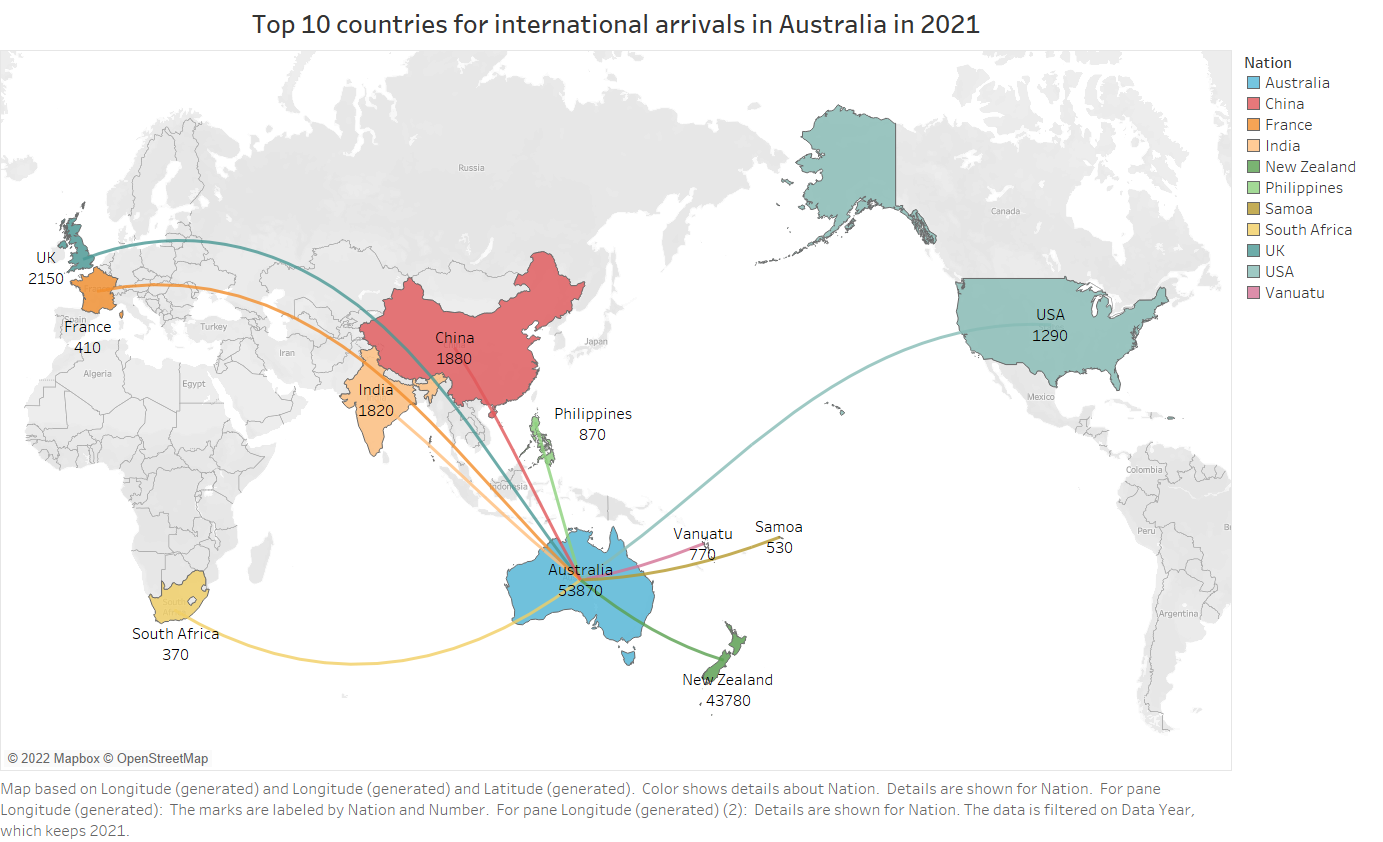 Top 10 countries for international arrivals in Australia in 2021
Nation
Australia
China
France
India
New Zealand
Philippines
Samoa
South Africa
UK
USA
Vanuatu
Russia
Canada
UK
2150
France
410
Turkey
Iran
Algeria
Egypt
China
1880
Japan
India
1820
Philippines
870
Indonesia
USA
1290
Mexico
Colombia
Peru
Argentina
Vanuatu
770
Samoa
530
Australia
53870
South Africa
370
New Zealand
43780
© 2022 Mapbox © OpenStreetMap
Map based on Longitude (generated) and Longitude (generated) and Latitude (generated).  Color shows details about Nation.  Details are shown for Nation.  For pane
Longitude (generated):  The marks are labeled by Nation and Number.  For pane Longitude (generated) (2):  Details are shown for Nation. The data is filtered on Data Year,
which keeps 2021.